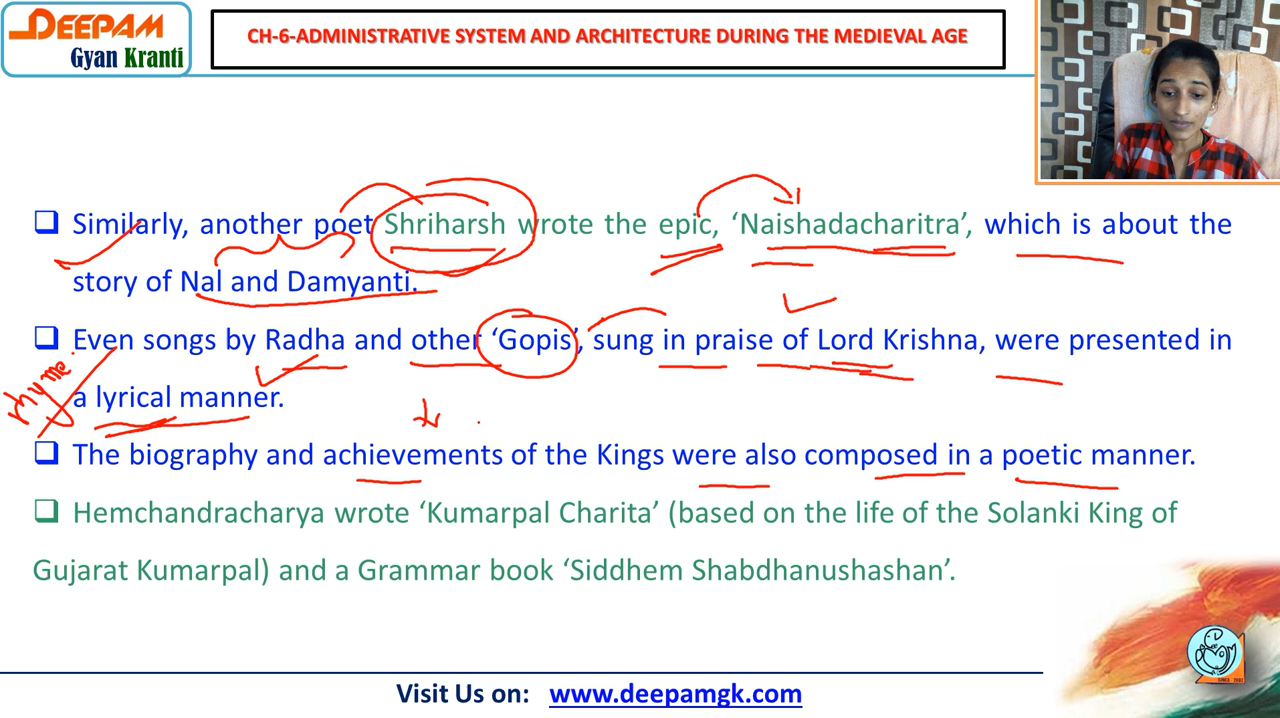 DEEPAM
Gyan Kranti
CH-6-ADMINISTRATIVE SYSTEM AND ARCHITECTURE DURING THE MEDIEVAL AGE
❑ Similarly, another poet Shriharsh wrote the epic, ‘Naishadacharitra’, which is about the
story of Nal and Damyanti.
❑ Even songs by Radha and other ‘Gopis’, sung in praise of Lord Krishna, were presented in
a lyrical manner.
rhyme.
❑ The biography and achievements of the Kings were also composed in a poetic manner.
❑ Hemchandracharya wrote ‘Kumarpal Charita’ (based on the life of the Solanki King of
Gujarat Kumarpal) and a Grammar book ‘Siddhem Shabdhanushashan’.
SINCE 2001
Visit Us on: www.deepamgk.com